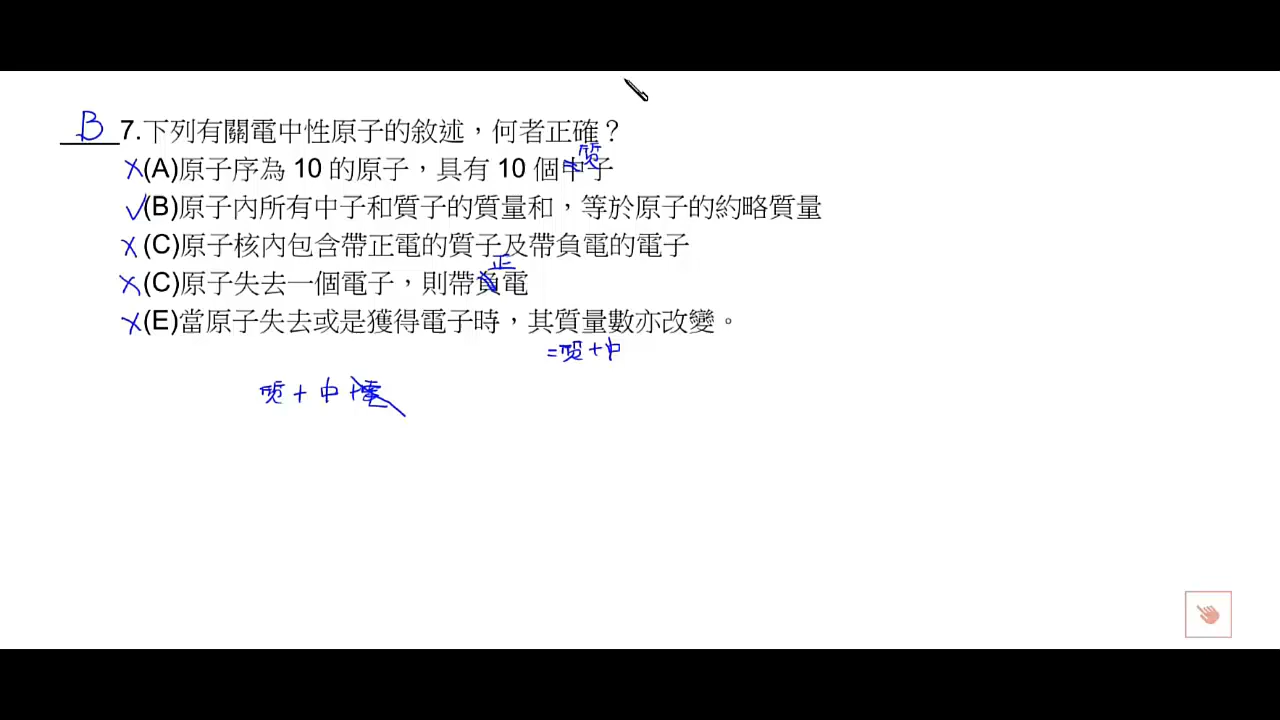 B 7.下列有關電中性原子的敘述，何者正確？
質
×(A)原子序為 10 的原子，具有 10 個中子
✓(B)原子內所有中子和質子的質量和，等於原子的約略質量
×(C)原子核內包含帶正電的質子及帶負電的電子
正
×(C)原子失去一個電子，則帶負電
×(E)當原子失去或是獲得電子時，其質量數亦改變。
=質+中
質+中+電